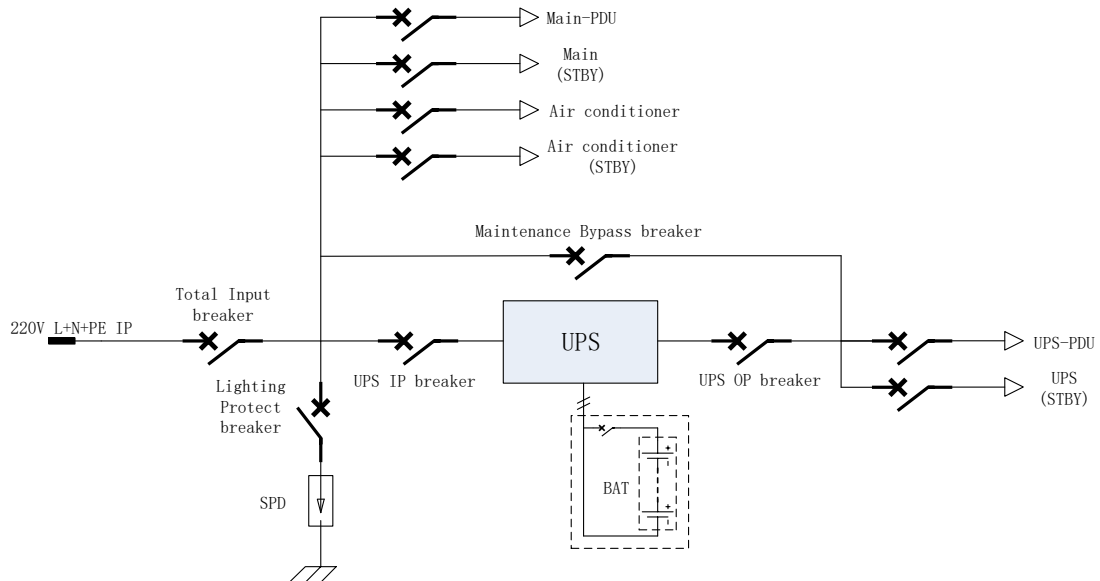 Main-PDU
Main
(STBY)
Air conditioner
Air conditioner
(STBY)
Maintenance Bypass breaker
Total Input
breaker
220V L+N+PE IP
UPS
UPS-PDU
UPS IP breaker
UPS OP breaker
UPS
(STBY)
Lighting
Protect
breaker
BAT
SPD